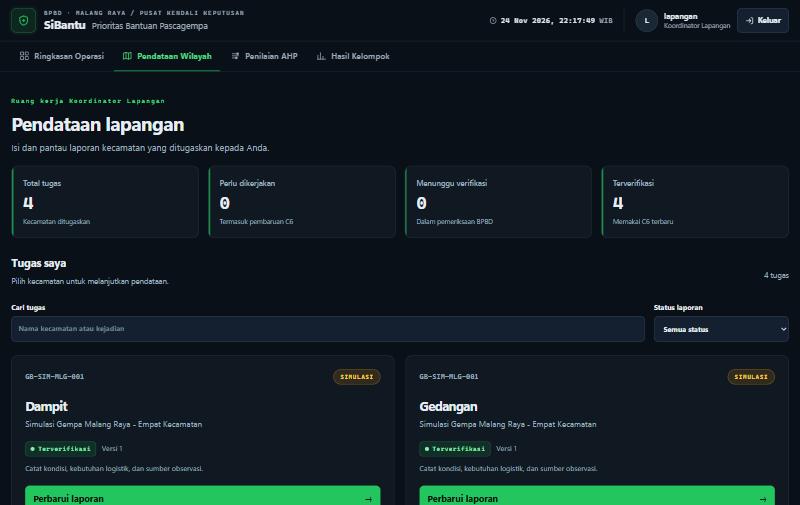 BPBD · MALANG RAYA / PUSAT KENDALI KEPUTUSAN
SiBantu Prioritas Bantuan Pascagempa
24 Nov 2026, 22:17:49 WIB
L
lapangan
Koordinator Lapangan
Keluar
Ringkasan Operasi
Pendataan Wilayah
Penilaian AHP
Hasil Kelompok
Ruang kerja Koordinator Lapangan
Pendataan lapangan
Isi dan pantau laporan kecamatan yang ditugaskan kepada Anda.
Total tugas
4
Kecamatan ditugaskan
Perlu dikerjakan
0
Termasuk pembaruan C6
Menunggu verifikasi
0
Dalam pemeriksaan BPBD
Terverifikasi
4
Memakai C6 terbaru
Tugas saya
Pilih kecamatan untuk melanjutkan pendataan.
4 tugas
Cari tugas
Nama kecamatan atau kejadian
Status laporan
Semua status
GB-SIM-MLG-001
SIMULASI
Dampit
Simulasi Gempa Malang Raya - Empat Kecamatan
Terverifikasi Versi 1
Catat kondisi, kebutuhan logistik, dan sumber observasi.
Perbarui laporan →
GB-SIM-MLG-001
SIMULASI
Gedangan
Simulasi Gempa Malang Raya - Empat Kecamatan
Terverifikasi Versi 1
Catat kondisi, kebutuhan logistik, dan sumber observasi.
Perbarui laporan →